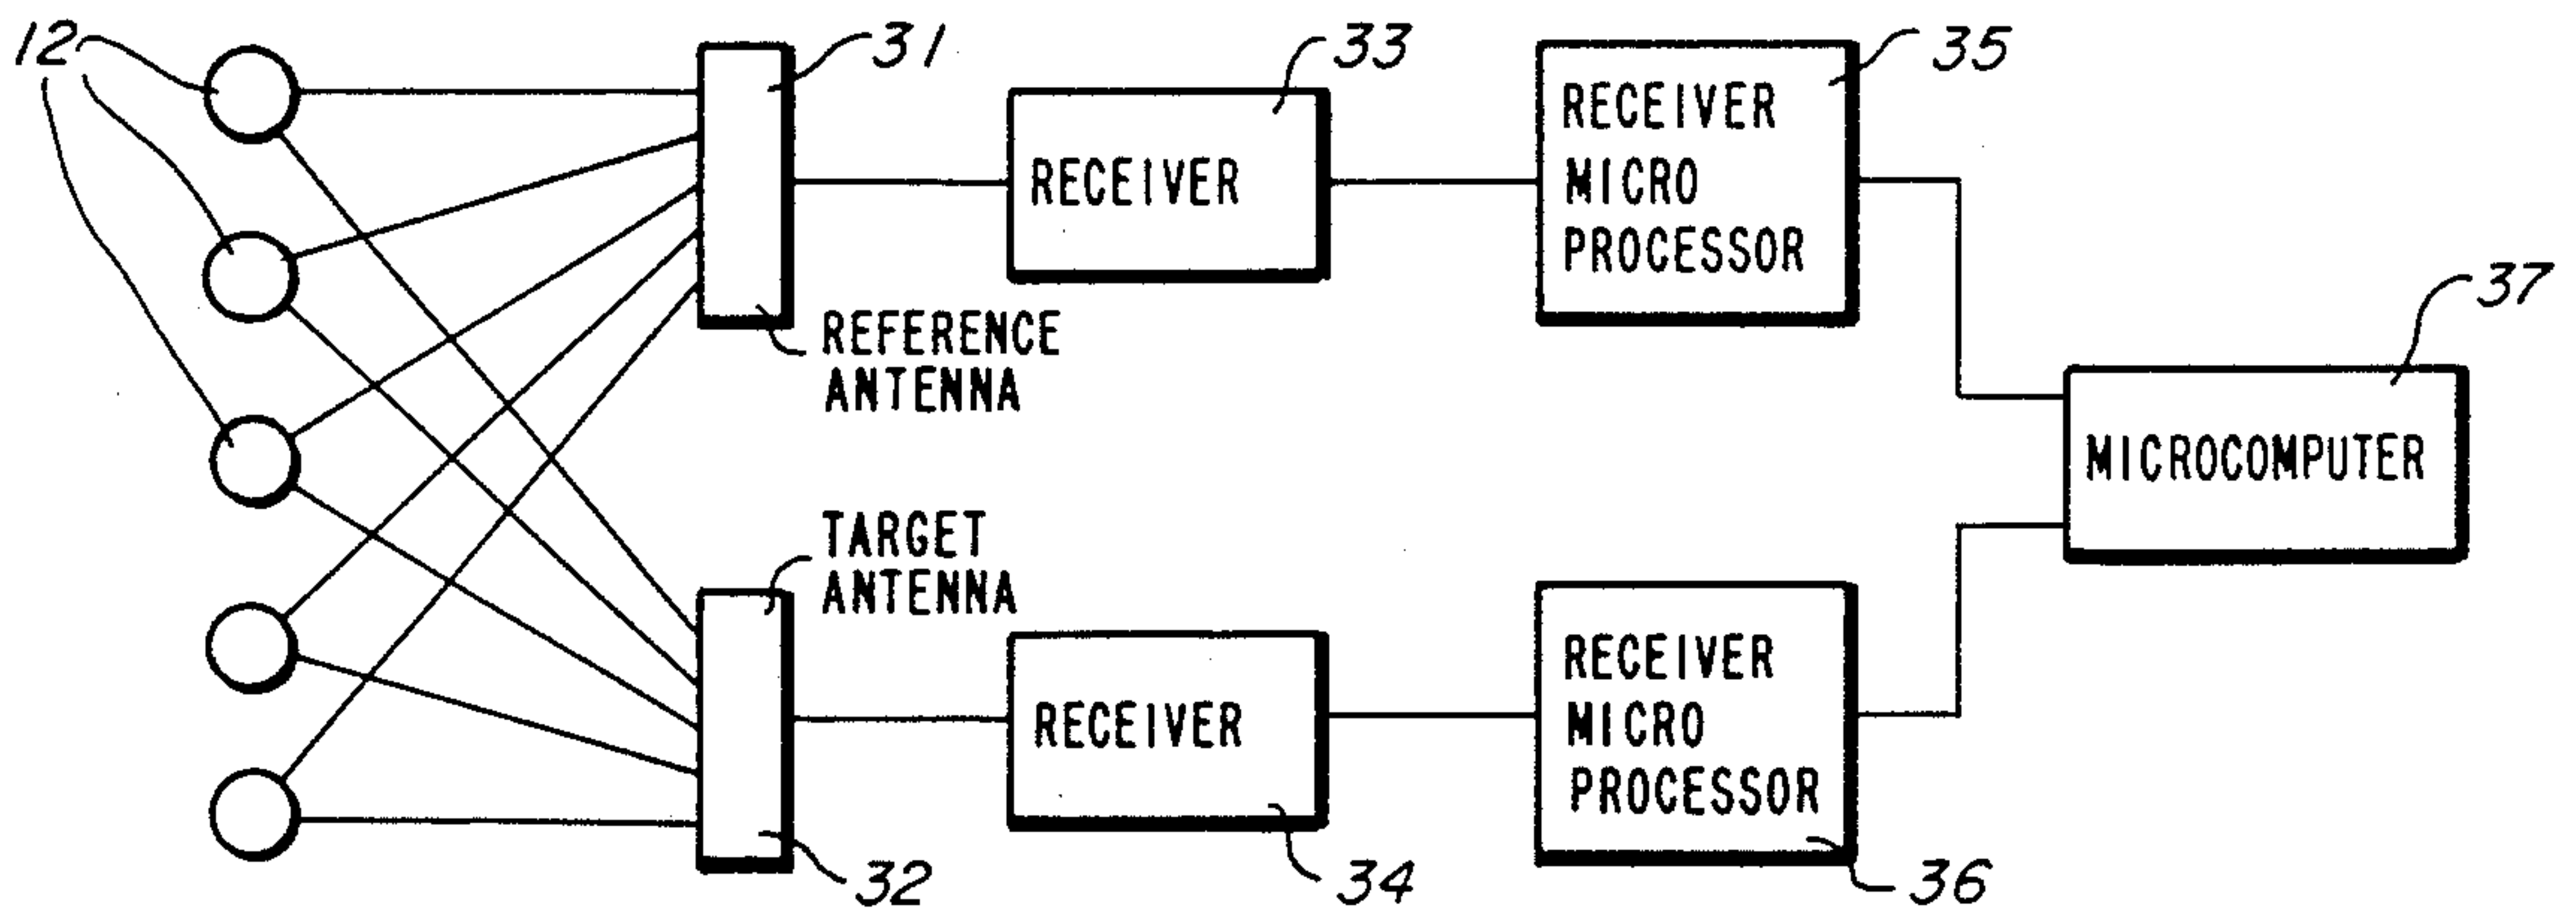 12
31
33
35
RECEIVER
RECEIVER
MICRO
PROCESSOR
37
REFERENCE
ANTENNA
MICROCOMPUTER
TARGET
ANTENNA
RECEIVER
RECEIVER
MICRO
PROCESSOR
32
34
36